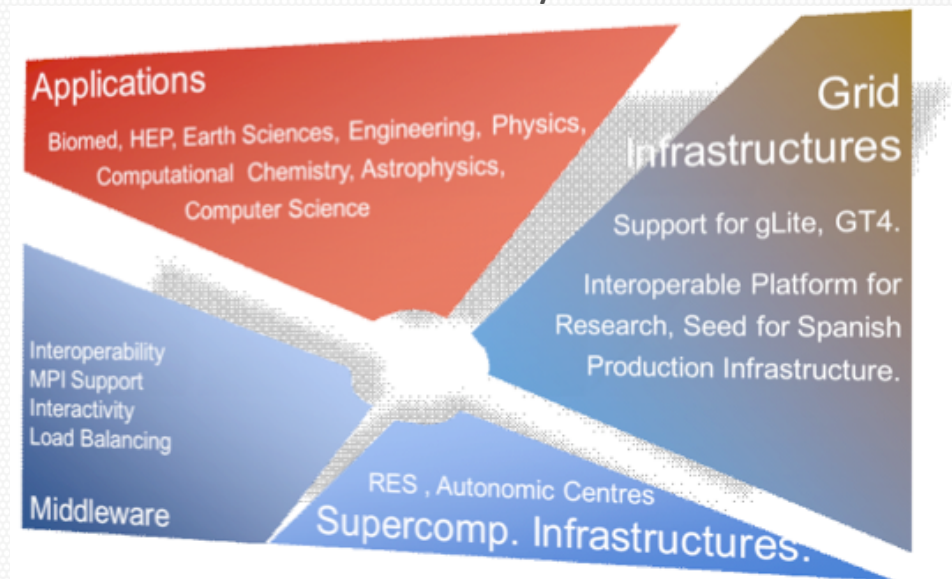 Applications
Biomed, HEP, Earth Sciences, Engineering, Physics,
Computational Chemistry, Astrophysics,
Computer Science
Grid
Infrastructures
Support for gLite, GT4.
Interoperable Platform for
Research, Seed for Spanish
Production Infrastructure.
Interoperability
MPI Support
Interactivity
Load Balancing
Middleware
RES , Autonomic Centres
Supercomp. Infrastructures.